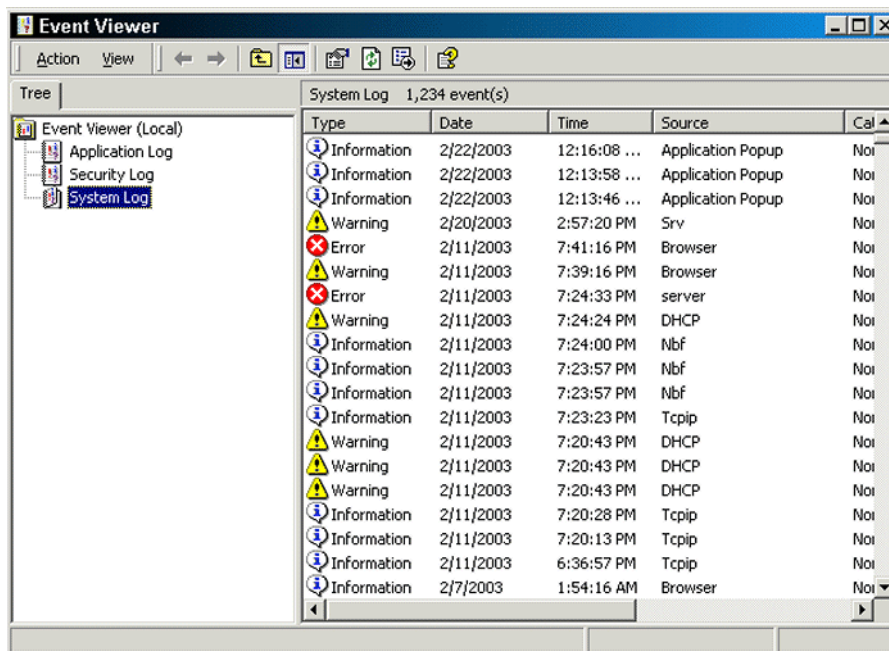 Event Viewer
Action View
Tree
System Log 1,234 event(s)
Event Viewer (Local)
Application Log
Security Log
System Log
Type Date Time Source
Information 2/22/2003 12:16:08 ... Application Popup
Information 2/22/2003 12:13:58 ... Application Popup
Information 2/22/2003 12:13:46 ... Application Popup
Warning 2/20/2003 2:57:20 PM Srv
Error 2/11/2003 7:41:16 PM Browser
Warning 2/11/2003 7:39:16 PM Browser
Error 2/11/2003 7:24:33 PM server
Warning 2/11/2003 7:24:24 PM DHCP
Information 2/11/2003 7:24:00 PM Nbf
Information 2/11/2003 7:23:57 PM Nbf
Information 2/11/2003 7:23:57 PM Nbf
Information 2/11/2003 7:23:23 PM Tcpip
Warning 2/11/2003 7:20:43 PM DHCP
Warning 2/11/2003 7:20:43 PM DHCP
Warning 2/11/2003 7:20:43 PM DHCP
Information 2/11/2003 7:20:28 PM Tcpip
Information 2/11/2003 7:20:13 PM Tcpip
Information 2/11/2003 6:36:57 PM Tcpip
Information 2/7/2003 1:54:16 AM Browser